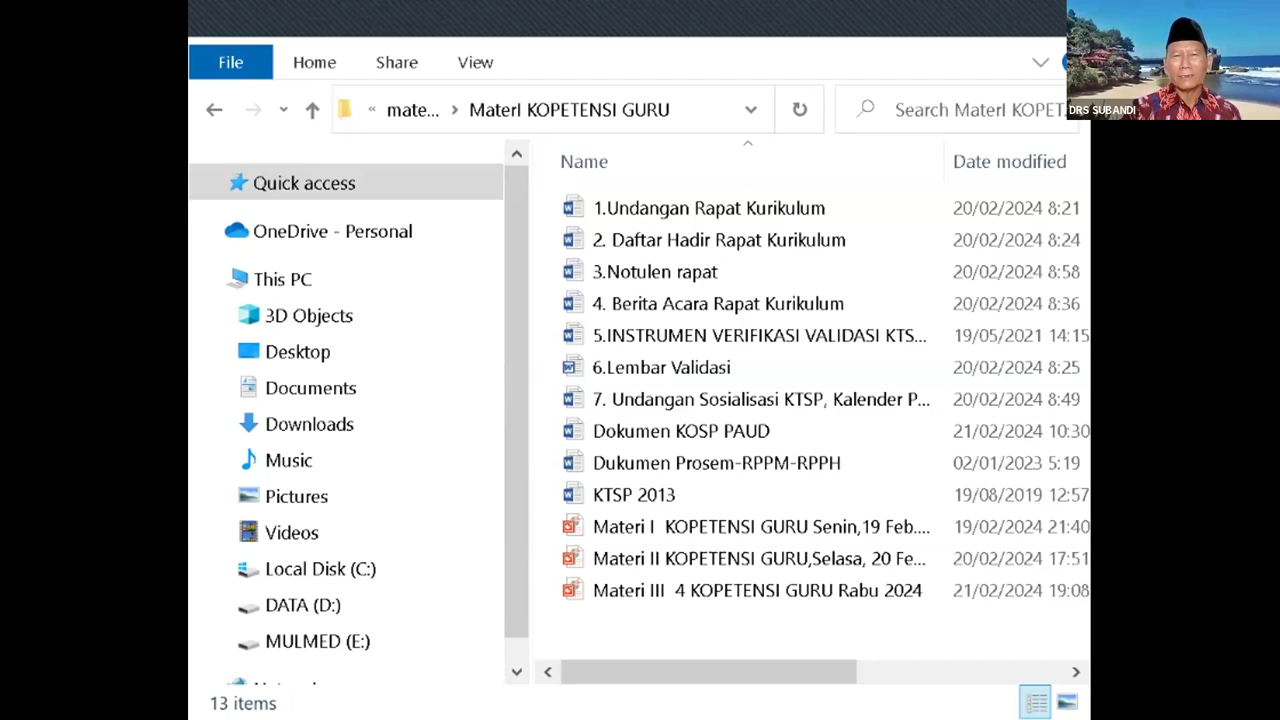 File Home Share View
« mate... > MaterI KOPETENSI GURU
Search MaterI KOPET
DRS SUBANDI
Quick access
OneDrive - Personal
This PC
3D Objects
Desktop
Documents
Downloads
Music
Pictures
Videos
Local Disk (C:)
DATA (D:)
MULMED (E:)
Name Date modified
1.Undangan Rapat Kurikulum 20/02/2024 8:21
2. Daftar Hadir Rapat Kurikulum 20/02/2024 8:24
3.Notulen rapat 20/02/2024 8:58
4. Berita Acara Rapat Kurikulum 20/02/2024 8:36
5.INSTRUMEN VERIFIKASI VALIDASI KTS... 19/05/2021 14:15
6.Lembar Validasi 20/02/2024 8:25
7. Undangan Sosialisasi KTSP, Kalender P... 20/02/2024 8:49
Dokumen KOSP PAUD 21/02/2024 10:30
Dukumen Prosem-RPPM-RPPH 02/01/2023 5:19
KTSP 2013 19/08/2019 12:57
Materi I KOPETENSI GURU Senin,19 Feb.... 19/02/2024 21:40
Materi II KOPETENSI GURU,Selasa, 20 Fe... 20/02/2024 17:51
Materi III 4 KOPETENSI GURU Rabu 2024 21/02/2024 19:08
13 items